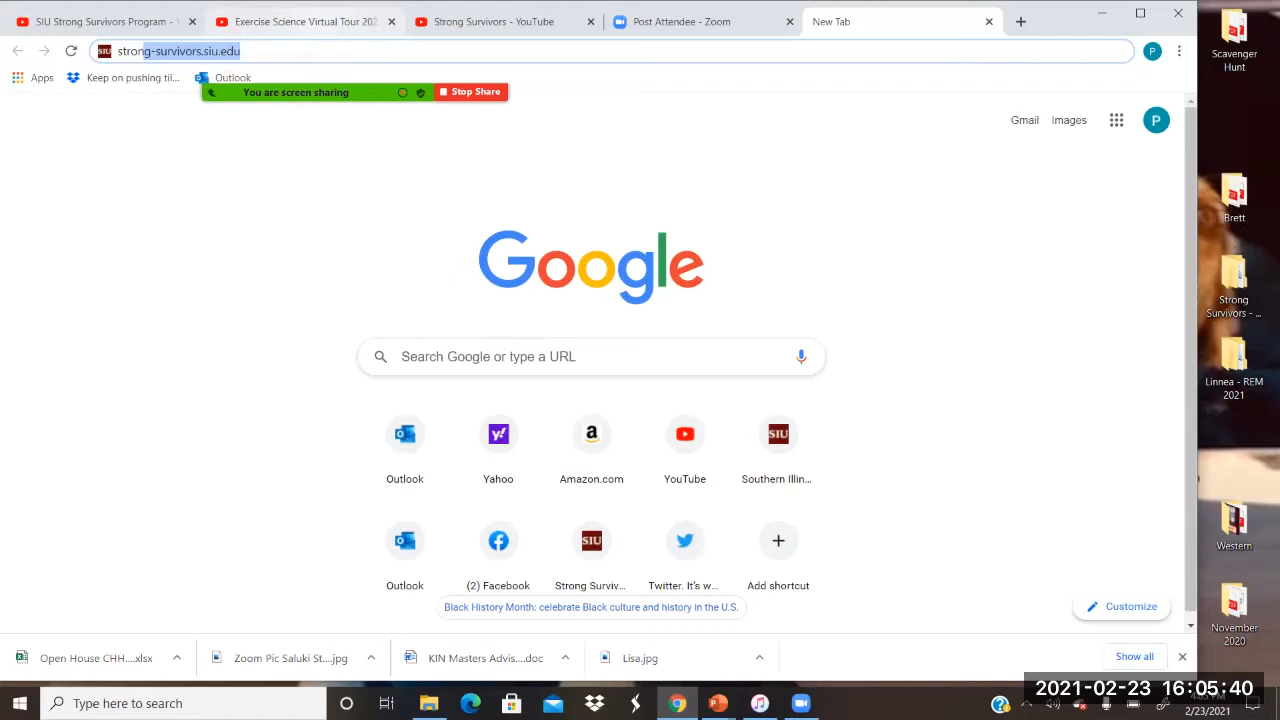 SIU Strong Survivors Program - Y
Exercise Science Virtual Tour 202
Strong Survivors - YouTube
Post Attendee - Zoom
New Tab
SIU
strong-survivors.siu.edu
P
Apps
Keep on pushing til...
Outlook
You are screen sharing
Stop Share
Gmail
Images
P
Google
Search Google or type a URL
Outlook
Yahoo
Amazon.com
YouTube
SIU
Southern Illin...
Outlook
(2) Facebook
SIU
Strong Surviv...
Twitter. It's w...
Add shortcut
Black History Month: celebrate Black culture and history in the U.S.
Customize
Open House CHH....xlsx
Zoom Pic Saluki St....jpg
KIN Masters Advis....doc
Lisa.jpg
Show all
Type here to search
Scavenger
Hunt
Brett
Strong
Survivors - ...
Linnea - REM
2021
Western
November
2020
2021-02-23 16:05:40
2/23/2021